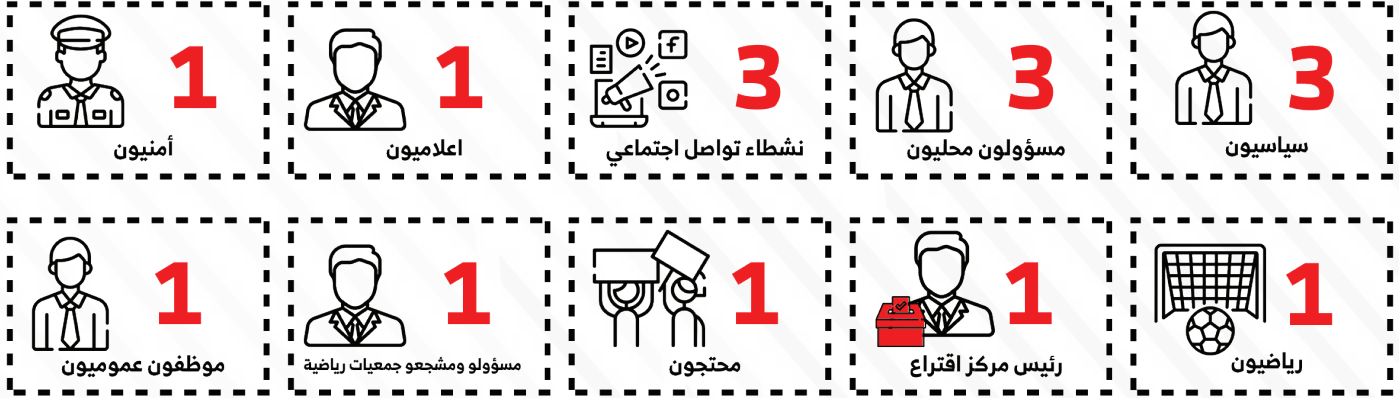 3
سياسيون
3
مسؤولون محليون
3
نشطاء تواصل اجتماعي
1
اعلاميون
1
أمنيون
1
رياضيون
1
رئيس مركز اقتراع
1
محتجون
1
مسؤولو ومشجعو جمعيات رياضية
1
موظفون عموميون